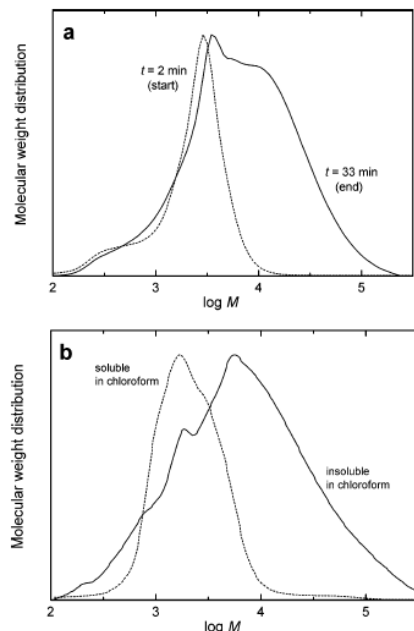 a
t = 2 min
(start)
t = 33 min
(end)
Molecular weight distribution
2 3 4 5
log M
b
soluble
in chloroform
insoluble
in chloroform
Molecular weight distribution
2 3 4 5
log M